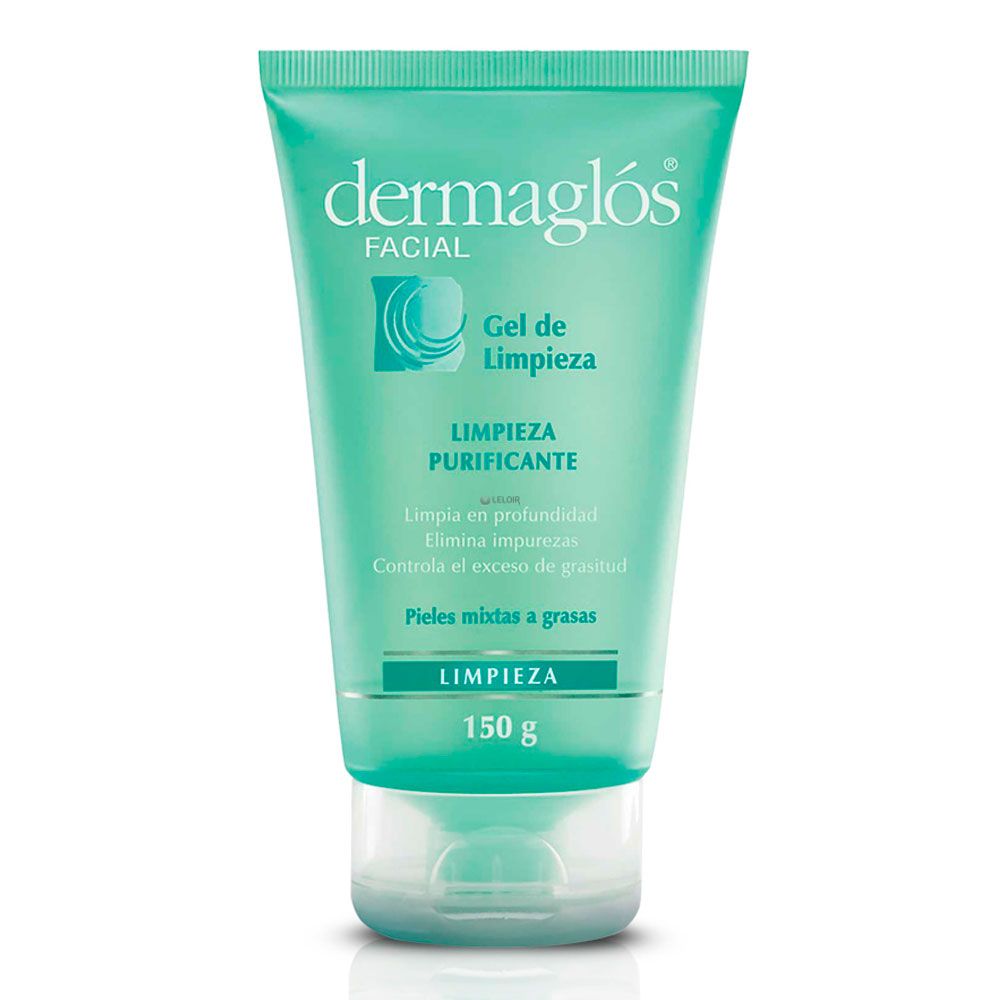 dermaglós®
FACIAL
Gel de
Limpieza
LIMPIEZA
PURIFICANTE
LELOIR
Limpia en profundidad
Elimina impurezas
Controla el exceso de grasitud
Pieles mixtas a grasas
LIMPIEZA
150 g